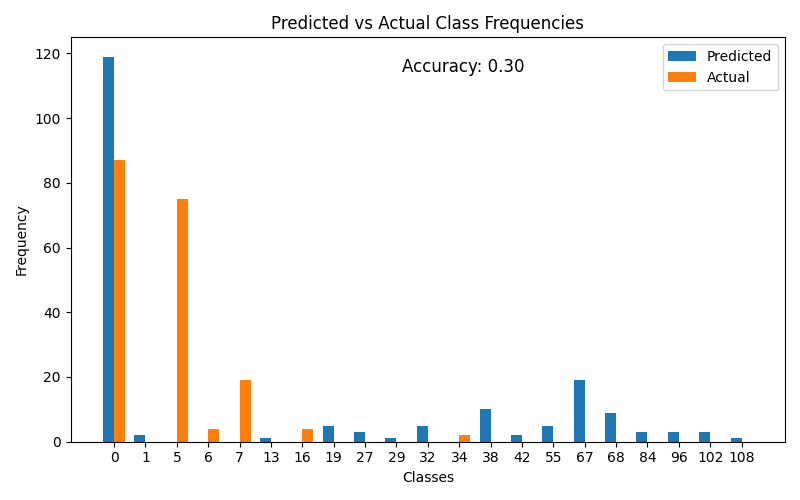 Predicted vs Actual Class Frequencies
Accuracy: 0.30
Predicted
Actual
120
100
80
60
40
20
0
Frequency
0 1 5 6 7 13 16 19 27 29 32 34 38 42 55 67 68 84 96 102 108
Classes